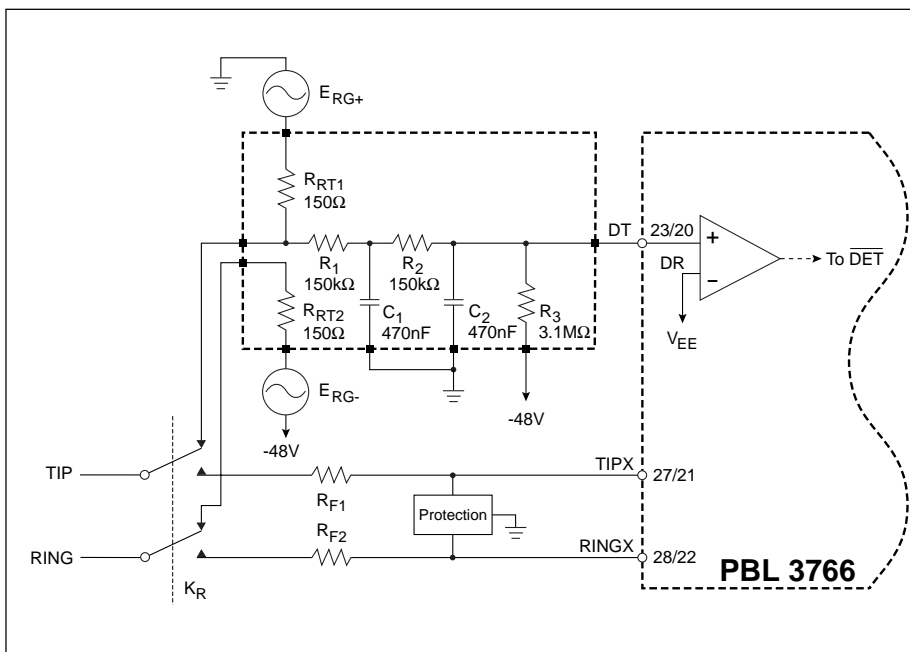 E_RG+
R_RT1
150Ω
DT
23/20
+
To D̅E̅T̅
R_1
150kΩ
R_2
150kΩ
DR
−
R_RT2
150Ω
C_1
470nF
C_2
470nF
R_3
3.1MΩ
V_EE
E_RG-
-48V
-48V
TIP
TIPX
27/21
R_F1
Protection
R_F2
RING
RINGX
28/22
K_R
PBL 3766